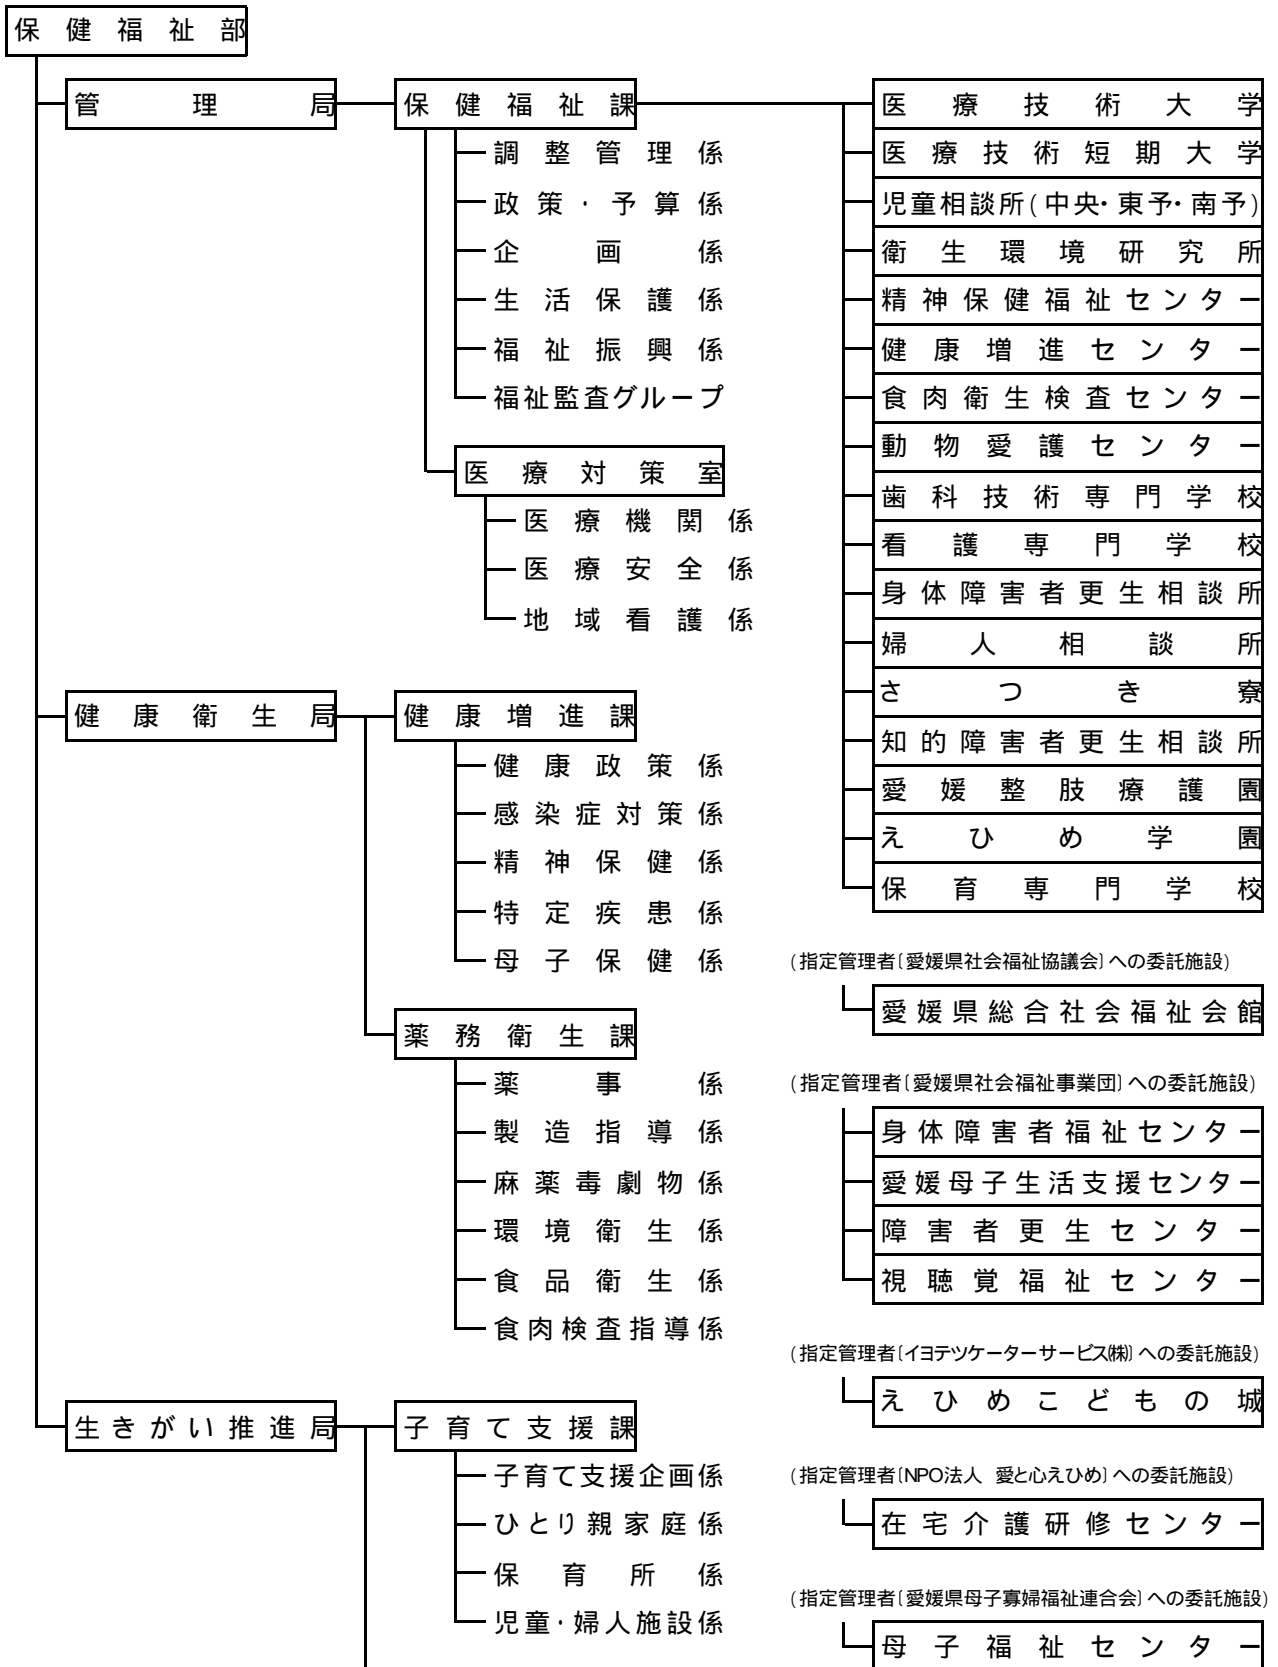 保健福祉部
管理局
保健福祉課
調整管理係
政策・予算係
企画係
生活保護係
福祉振興係
福祉監査グループ
医療対策室
医療機関係
医療安全係
地域看護係
健康衛生局
健康増進課
健康政策係
感染症対策係
精神保健係
特定疾患係
母子保健係
薬務衛生課
薬事係
製造指導係
麻薬毒劇物係
環境衛生係
食品衛生係
食肉検査指導係
生きがい推進局
子育て支援課
子育て支援企画係
ひとり親家庭係
保育所係
児童・婦人施設係
医療技術大学
医療技術短期大学
児童相談所(中央・東予・南予)
衛生環境研究所
精神保健福祉センター
健康増進センター
食肉衛生検査センター
動物愛護センター
歯科技術専門学校
看護専門学校
身体障害者更生相談所
婦人相談所
さつき寮
知的障害者更生相談所
愛媛整肢療護園
えひめ学園
保育専門学校
(指定管理者〔愛媛県社会福祉協議会〕への委託施設)
愛媛県総合社会福祉会館
(指定管理者〔愛媛県社会福祉事業団〕への委託施設)
身体障害者福祉センター
愛媛母子生活支援センター
障害者更生センター
視聴覚福祉センター
(指定管理者〔イヨテツケーターサービス㈱〕への委託施設)
えひめこどもの城
(指定管理者〔NPO法人　愛と心えひめ〕への委託施設)
在宅介護研修センター
(指定管理者〔愛媛県母子寡婦福祉連合会〕への委託施設)
母子福祉センター